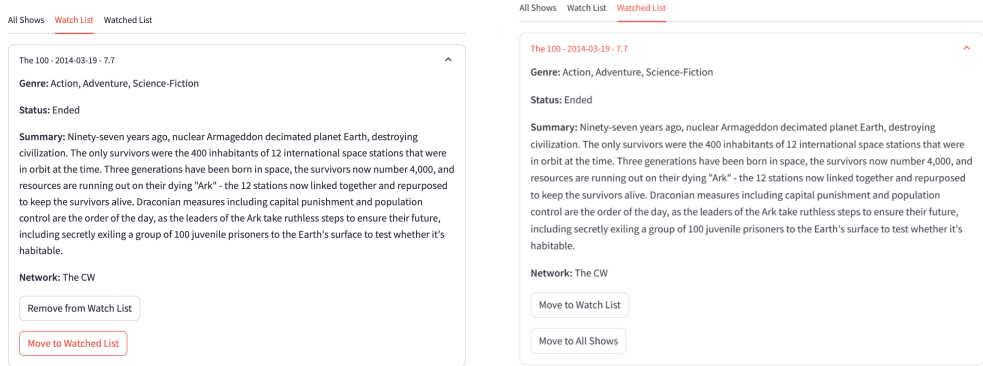 All Shows Watch List Watched List
The 100 - 2014-03-19 - 7.7
Genre: Action, Adventure, Science-Fiction
Status: Ended
Summary: Ninety-seven years ago, nuclear Armageddon decimated planet Earth, destroying
civilization. The only survivors were the 400 inhabitants of 12 international space stations that were
in orbit at the time. Three generations have been born in space, the survivors now number 4,000, and
resources are running out on their dying "Ark" - the 12 stations now linked together and repurposed
to keep the survivors alive. Draconian measures including capital punishment and population
control are the order of the day, as the leaders of the Ark take ruthless steps to ensure their future,
including secretly exiling a group of 100 juvenile prisoners to the Earth's surface to test whether it's
habitable.
Network: The CW
Remove from Watch List
Move to Watched List
All Shows Watch List Watched List
The 100 - 2014-03-19 - 7.7
Genre: Action, Adventure, Science-Fiction
Status: Ended
Summary: Ninety-seven years ago, nuclear Armageddon decimated planet Earth, destroying
civilization. The only survivors were the 400 inhabitants of 12 international space stations that were
in orbit at the time. Three generations have been born in space, the survivors now number 4,000, and
resources are running out on their dying "Ark" - the 12 stations now linked together and repurposed
to keep the survivors alive. Draconian measures including capital punishment and population
control are the order of the day, as the leaders of the Ark take ruthless steps to ensure their future,
including secretly exiling a group of 100 juvenile prisoners to the Earth's surface to test whether it's
habitable.
Network: The CW
Move to Watch List
Move to All Shows